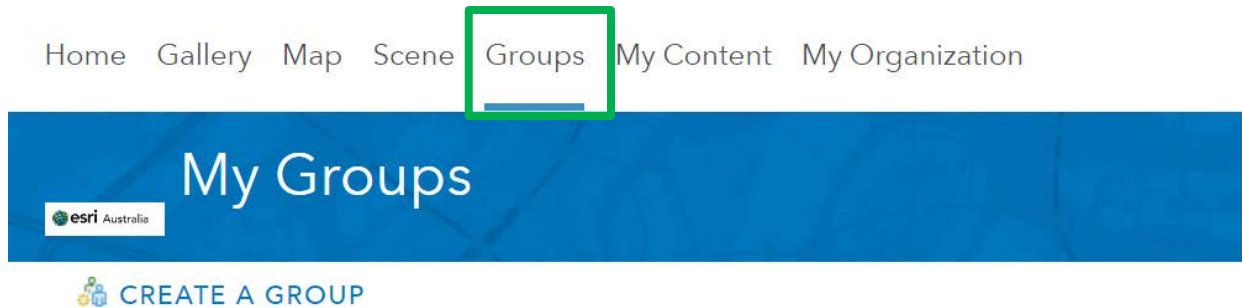 Home Gallery Map Scene Groups My Content My Organization
My Groups
esri Australia
CREATE A GROUP